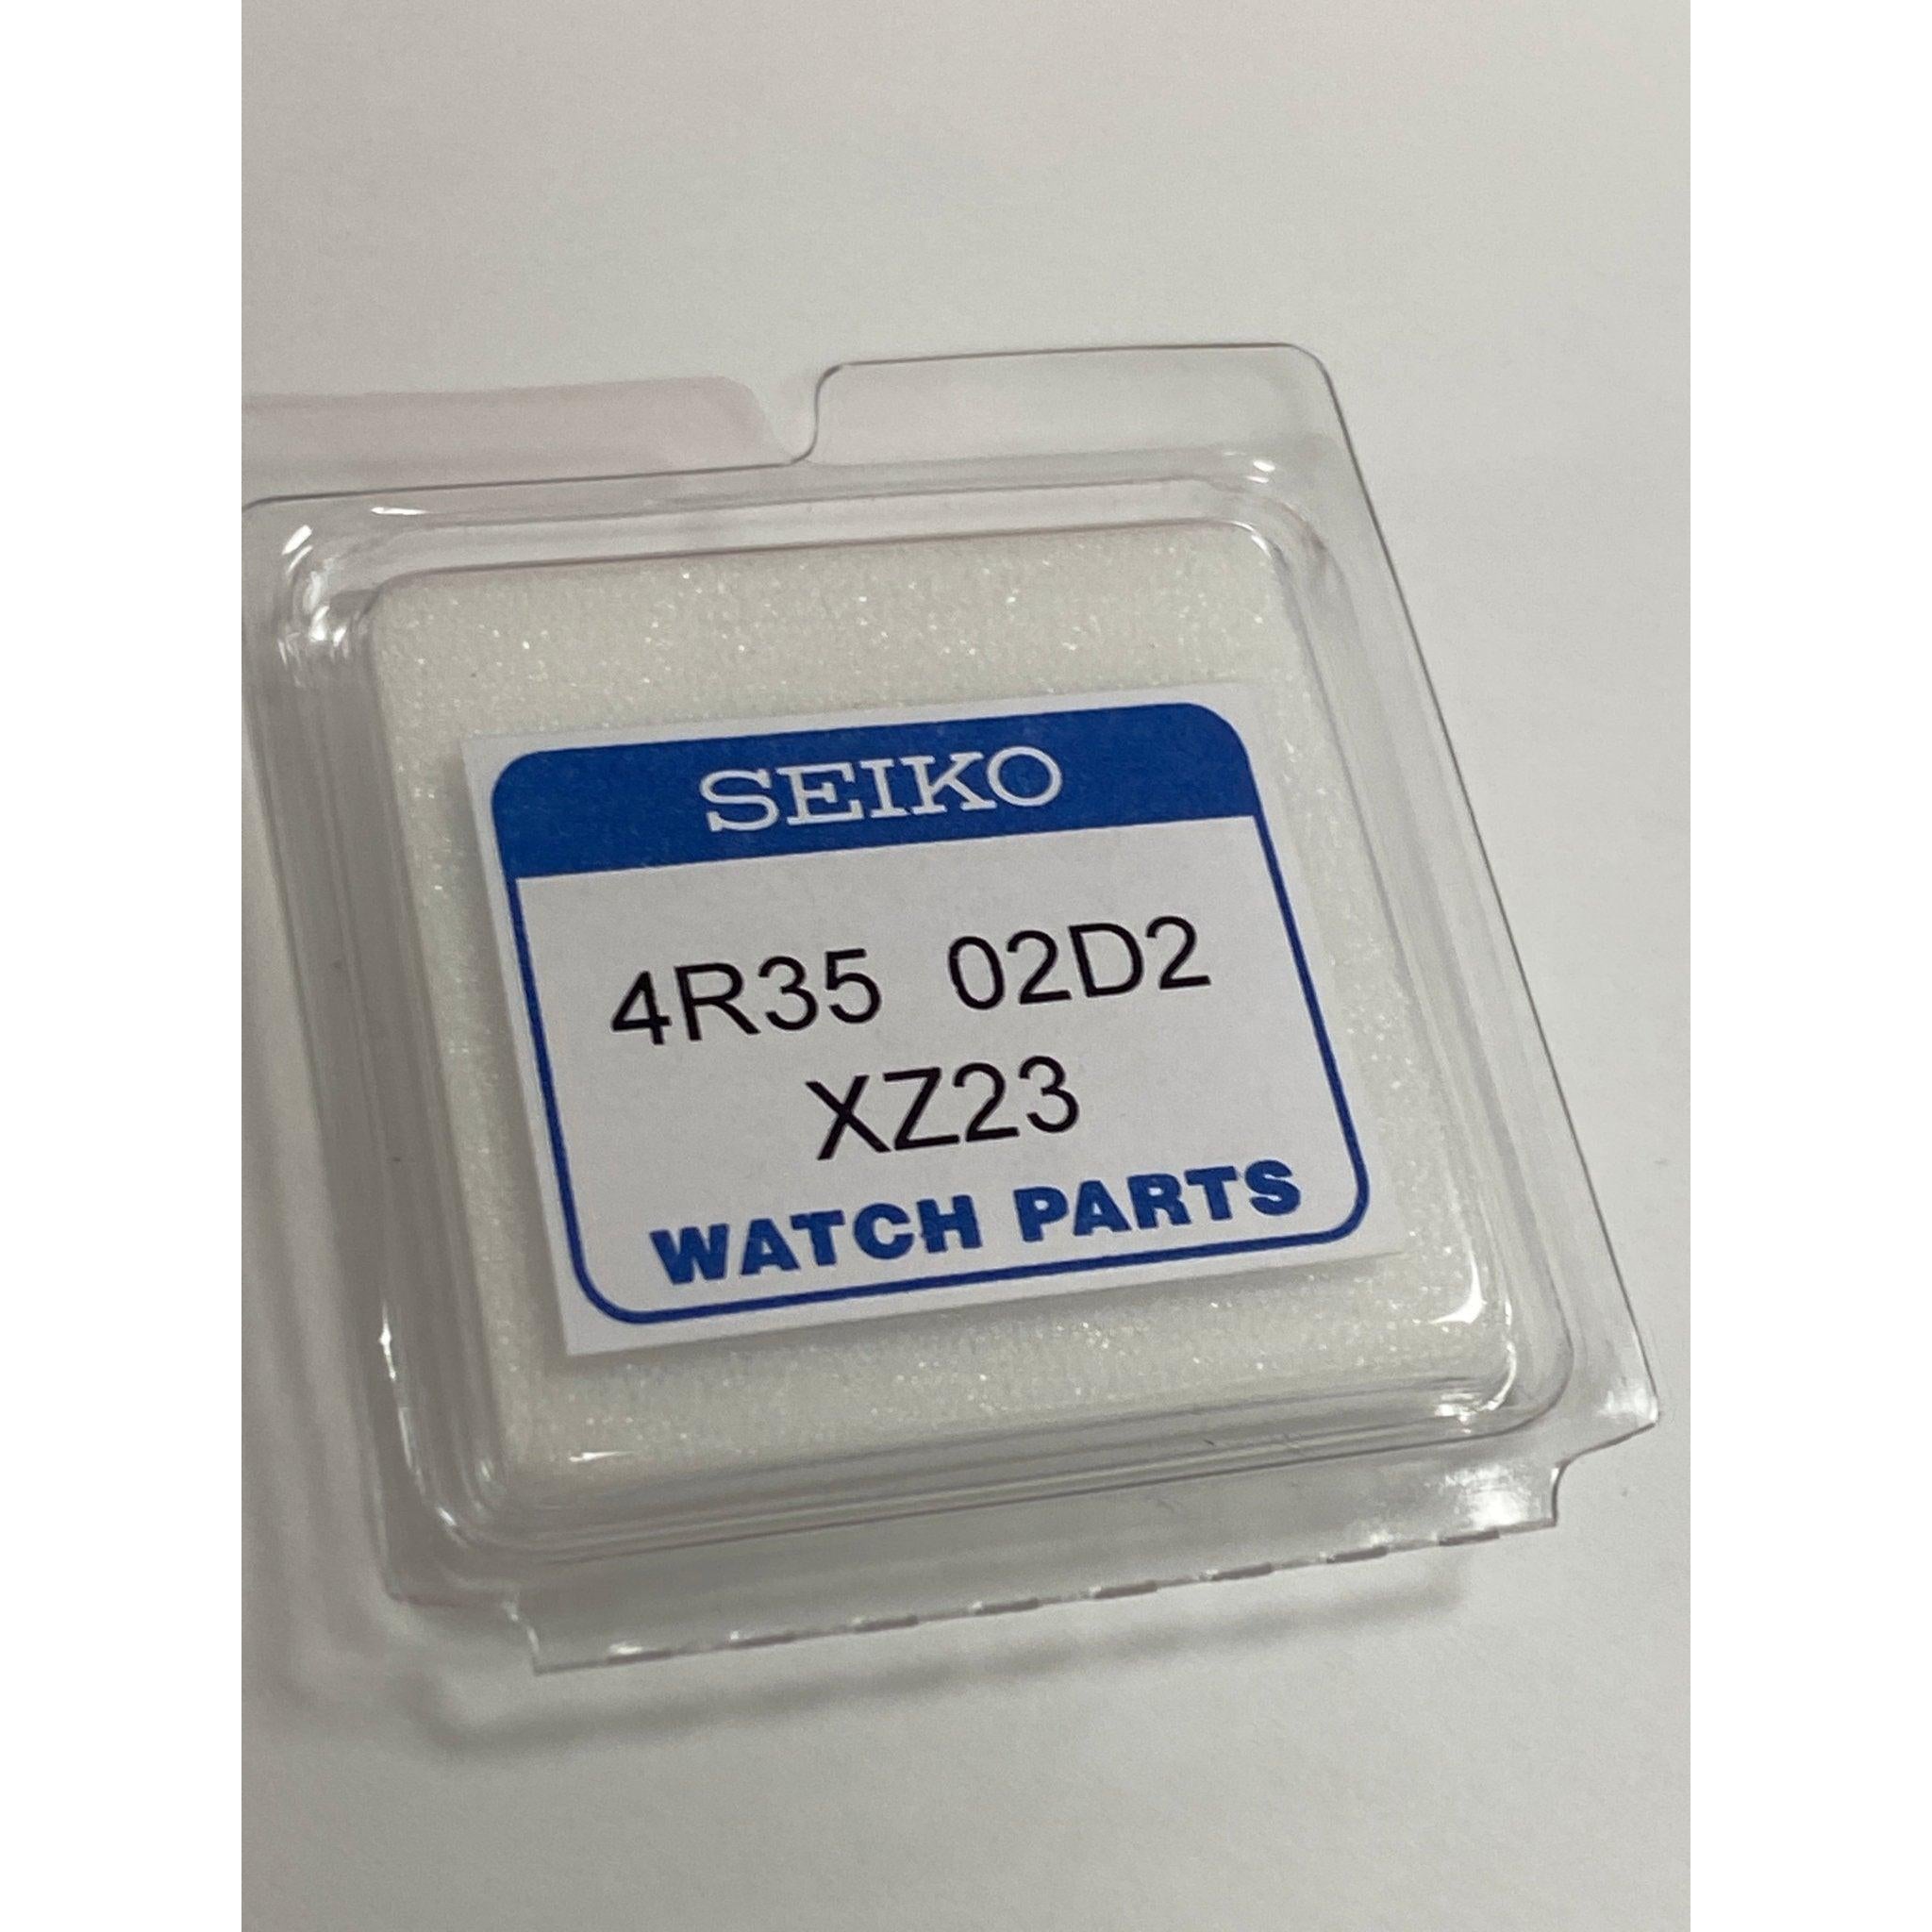 SEIKO
4R35 02D2
XZ23
WATCH PARTS